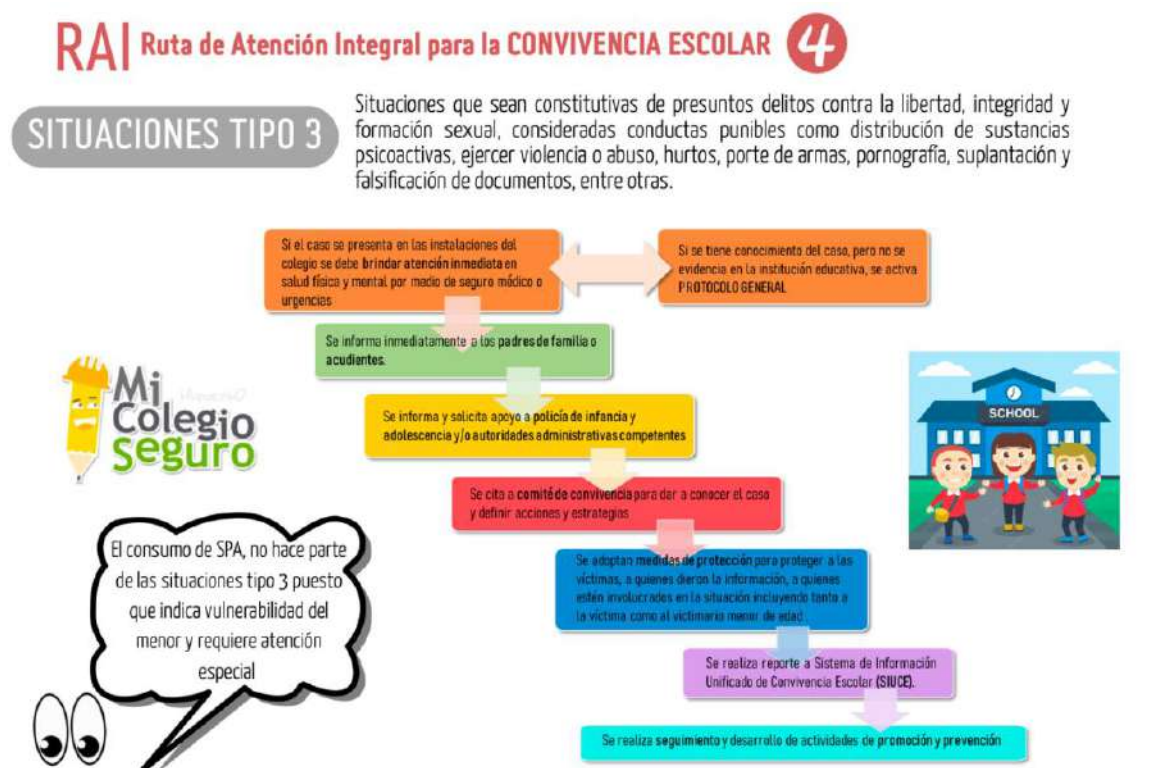 RAI Ruta de Atención Integral para la CONVIVENCIA ESCOLAR 4
SITUACIONES TIPO 3
Situaciones que sean constitutivas de presuntos delitos contra la libertad, integridad y
formación sexual, consideradas conductas punibles como distribución de sustancias
psicoactivas, ejercer violencia o abuso, hurtos, porte de armas, pornografía, suplantación y
falsificación de documentos, entre otras.
Si el caso se presenta en las instalaciones del
colegio se debe brindar atención inmediata en
salud física y mental por medio de seguro médico o
urgencias
Si se tiene conocimiento del caso, pero no se
evidencia en la institución educativa, se activa
PROTOCOLO GENERAL
Se informa inmediatamente a los padres de familia o
acudientes.
Se informa y solicita apoyo a policía de infancia y
adolescencia y/o autoridades administrativas competentes
Se cita a comité de convivencia para dar a conocer el caso
y definir acciones y estrategias
Se adoptan medidas de protección para proteger a las
víctimas, a quienes dieron la información, a quienes
estén involucrados en la situación incluyendo tanto a
la víctima como al victimario menor de edad
Se realiza reporte a Sistema de Información
Unificado de Convivencia Escolar (SIUCE).
Se realiza seguimiento y desarrollo de actividades de promoción y prevención
Mi
Colegio
Seguro
SCHOOL
El consumo de SPA, no hace parte
de las situaciones tipo 3 puesto
que indica vulnerabilidad del
menor y requiere atención
especial